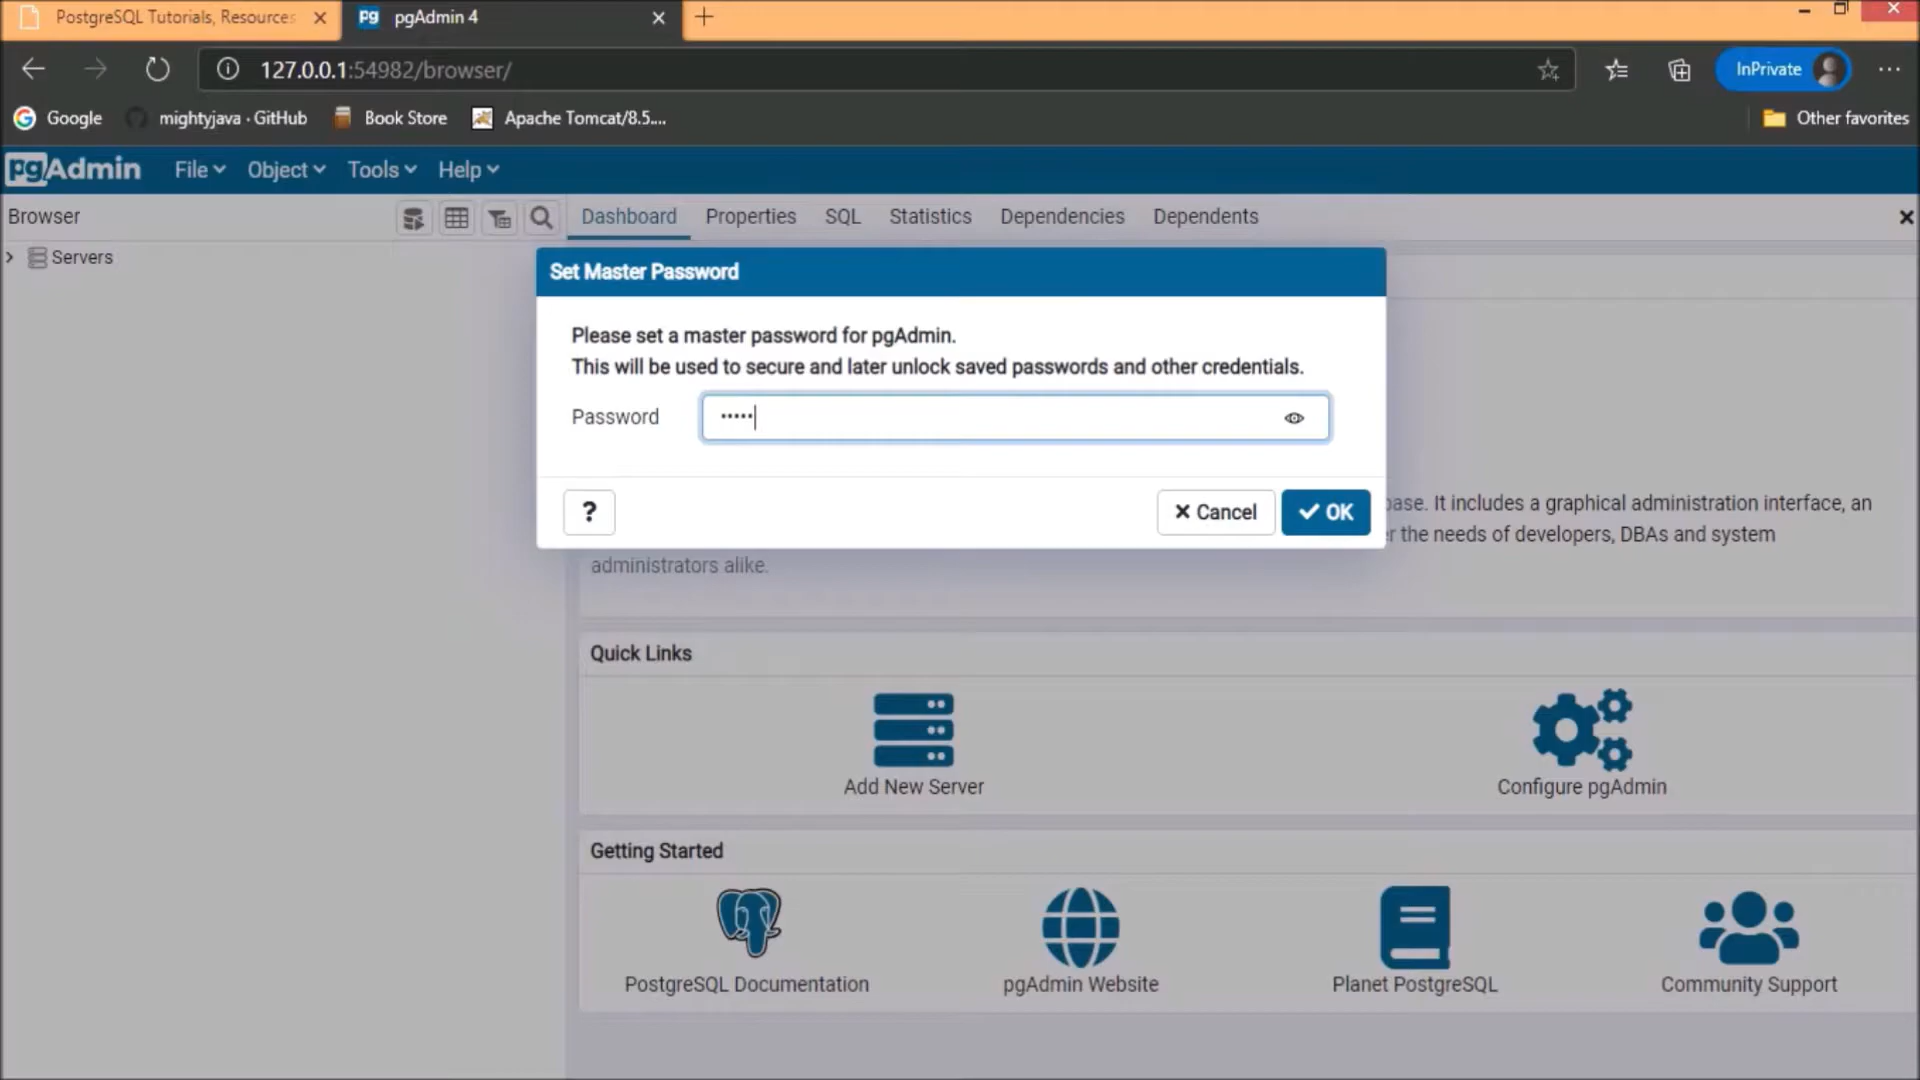 PostgreSQL Tutorials, Resources
pgAdmin 4
127.0.0.1:54982/browser/
InPrivate
Google
mightyjava · GitHub
Book Store
Apache Tomcat/8.5....
Other favorites
pgAdmin
File
Object
Tools
Help
Browser
Dashboard
Properties
SQL
Statistics
Dependencies
Dependents
Servers
Set Master Password
Please set a master password for pgAdmin.
This will be used to secure and later unlock saved passwords and other credentials.
Password
•••••
?
Cancel
OK
base. It includes a graphical administration interface, an
the needs of developers, DBAs and system
administrators alike.
Quick Links
Add New Server
Configure pgAdmin
Getting Started
PostgreSQL Documentation
pgAdmin Website
Planet PostgreSQL
Community Support